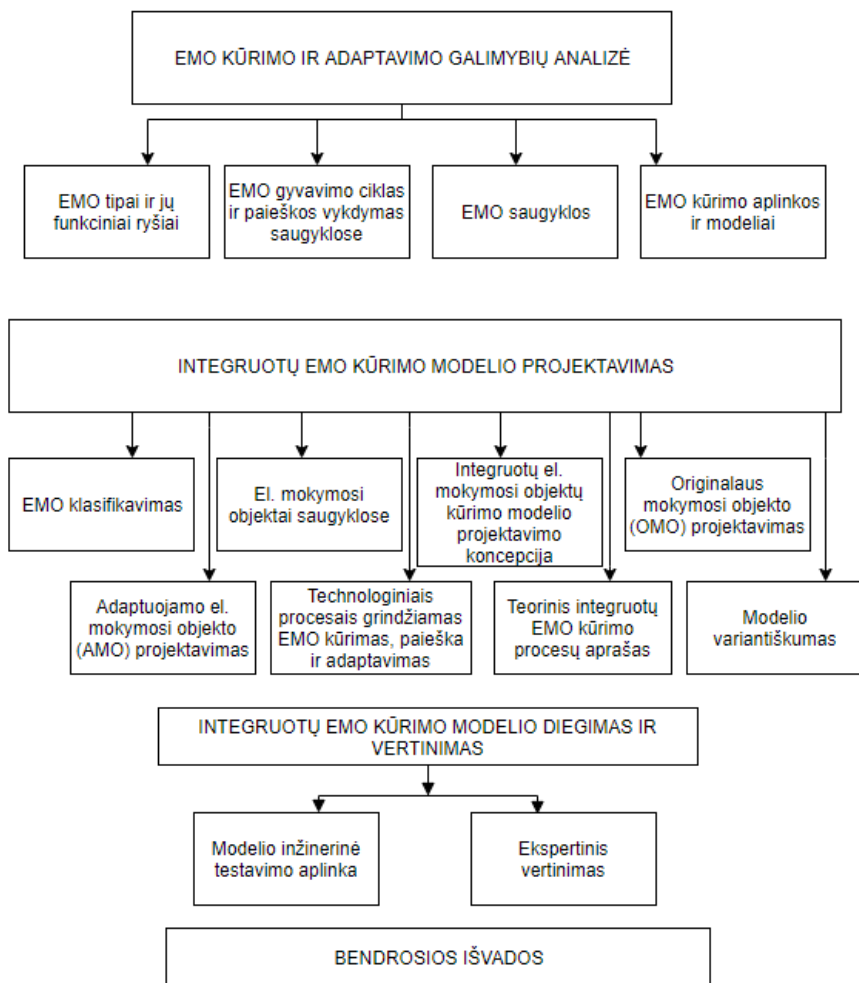 EMO KŪRIMO IR ADAPTAVIMO GALIMYBIŲ ANALIZĖ
EMO tipai ir jų
funkciniai ryšiai
EMO gyvavimo ciklas
ir paieškos vykdymas
saugyklose
EMO saugyklos
EMO kūrimo aplinkos
ir modeliai
INTEGRUOTŲ EMO KŪRIMO MODELIO PROJEKTAVIMAS
EMO klasifikavimas
El. mokymosi
objektai saugyklose
Integruotų el.
mokymosi objektų
kūrimo modelio
projektavimo
koncepcija
Originalaus
mokymosi objekto
(OMO) projektavimas
Adaptuojamo el.
mokymosi objekto
(AMO) projektavimas
Technologiniais
procesais grindžiamas
EMO kūrimas, paieška
ir adaptavimas
Teorinis integruotų
EMO kūrimo
procesų aprašas
Modelio
variantiškumas
INTEGRUOTŲ EMO KŪRIMO MODELIO DIEGIMAS IR
VERTINIMAS
Modelio inžinerinė
testavimo aplinka
Ekspertinis
vertinimas
BENDROSIOS IŠVADOS